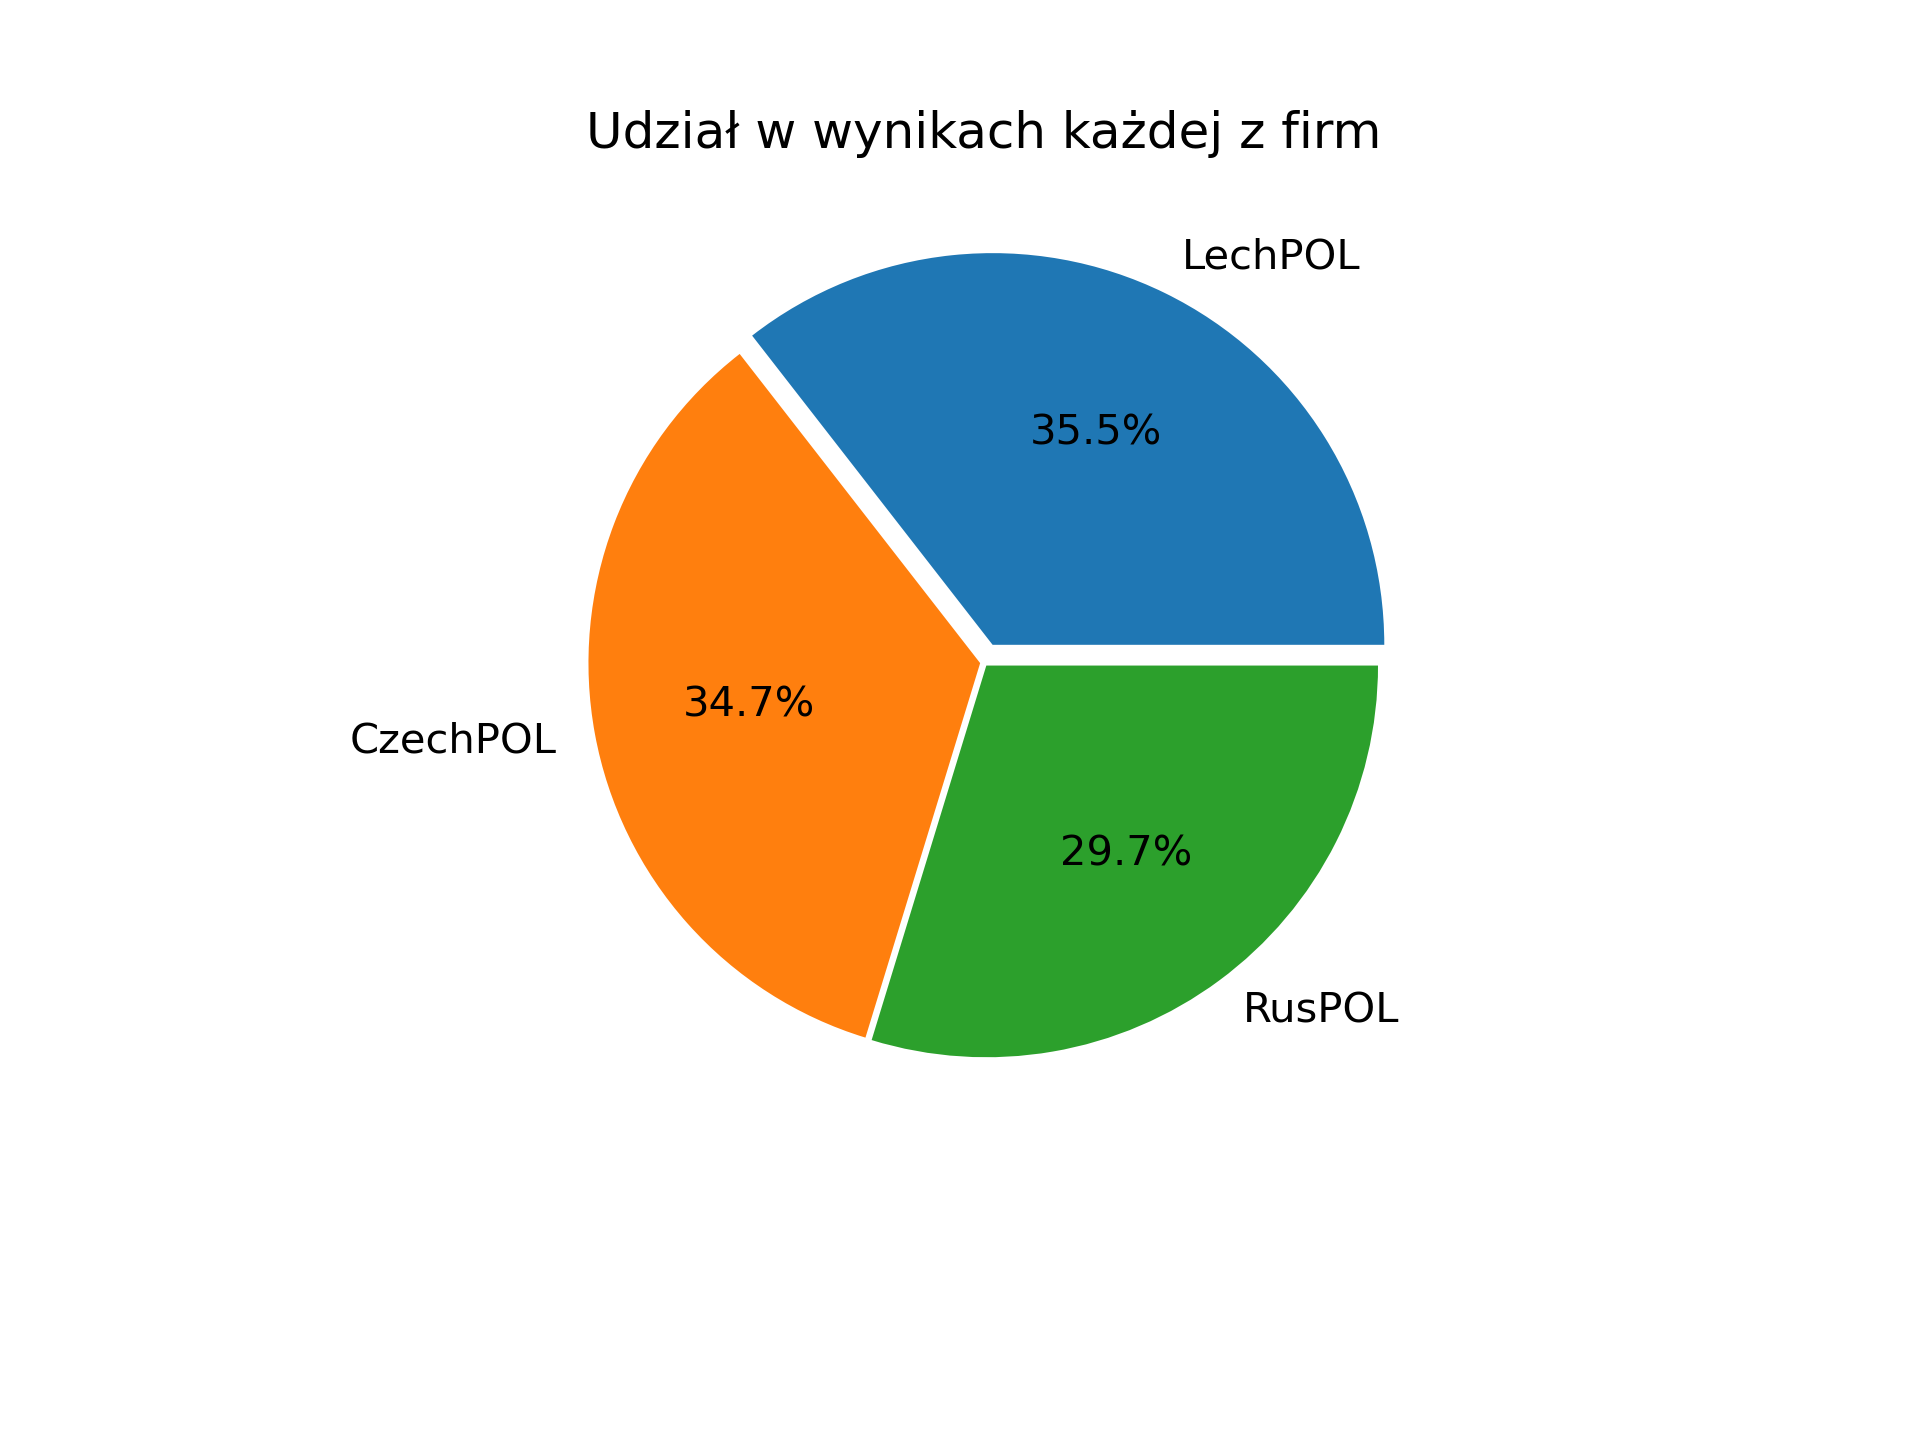 Udział w wynikach każdej z firm
LechPOL
35.5%
34.7%
CzechPOL
29.7%
RusPOL